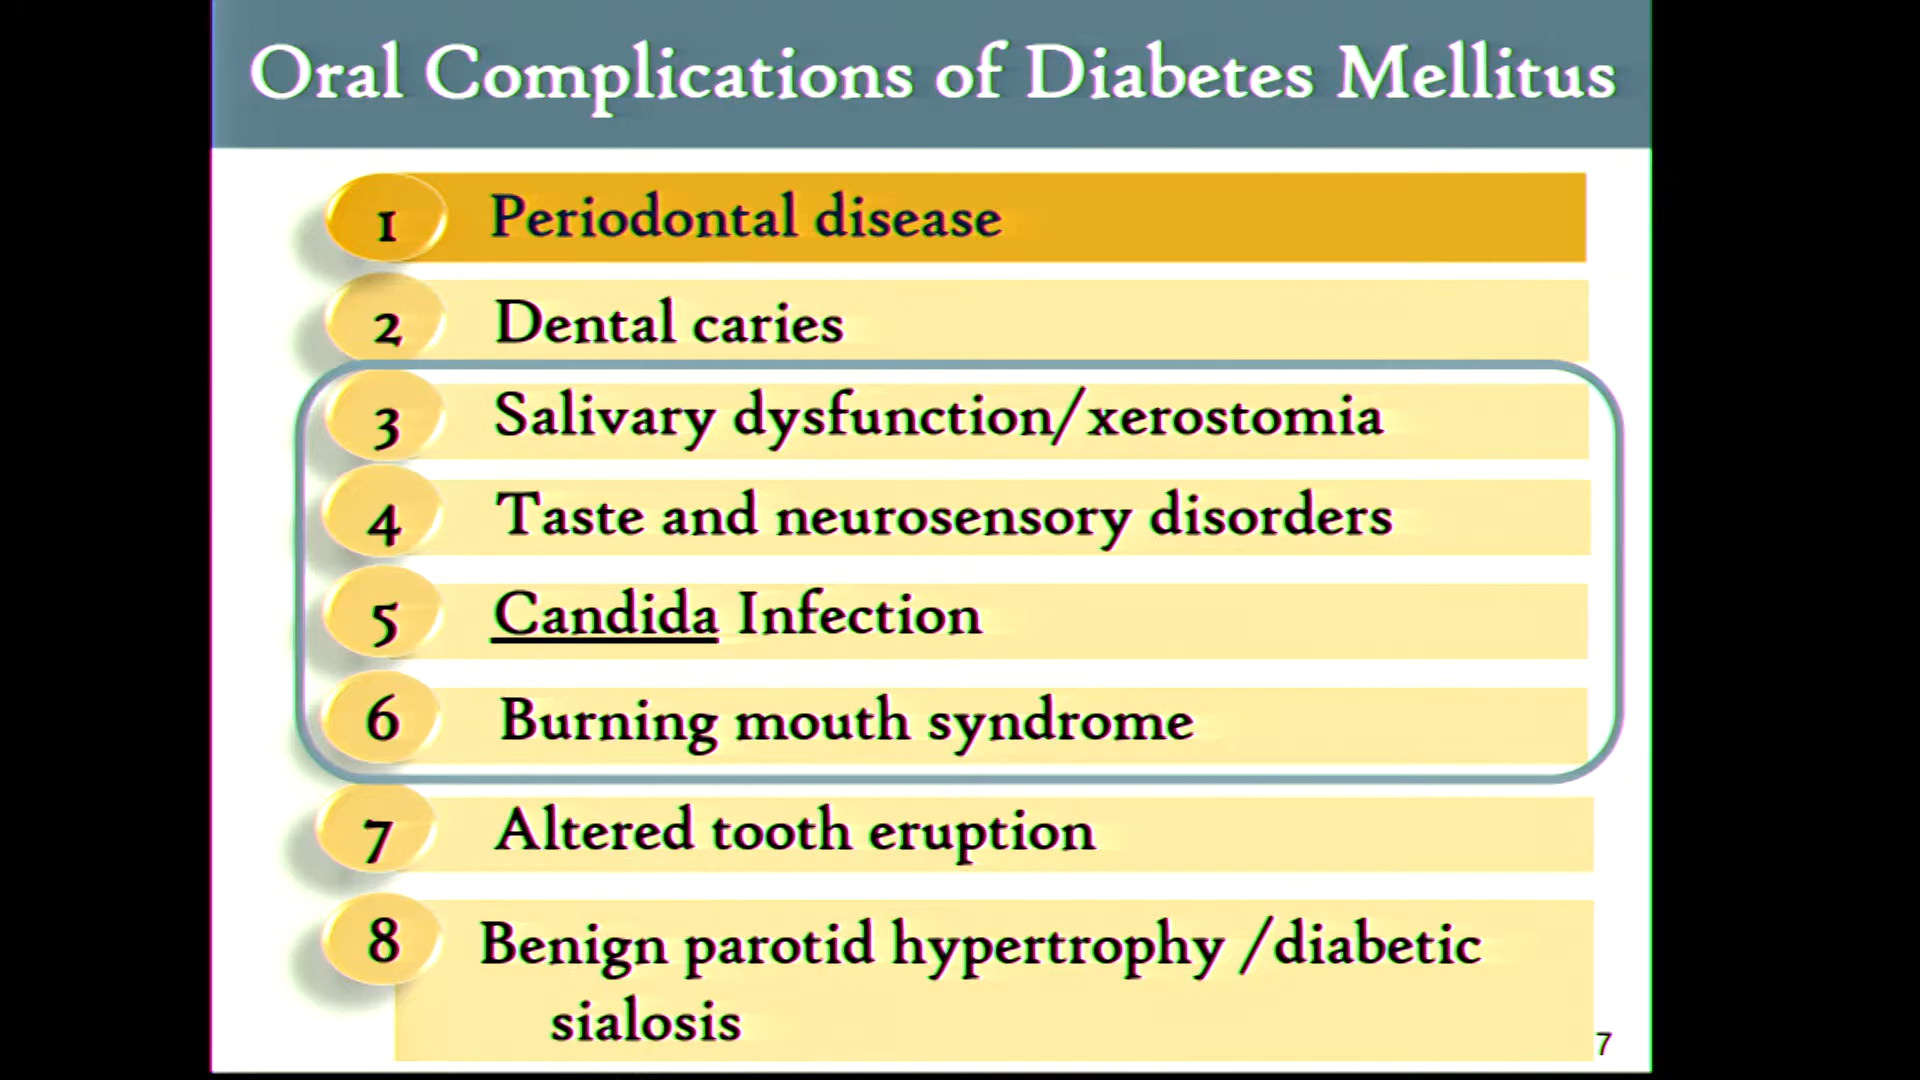 Oral Complications of Diabetes Mellitus
1 Periodontal disease
2 Dental caries
3 Salivary dysfunction/xerostomia
4 Taste and neurosensory disorders
5 Candida Infection
6 Burning mouth syndrome
7 Altered tooth eruption
8 Benign parotid hypertrophy /diabetic
sialosis
7